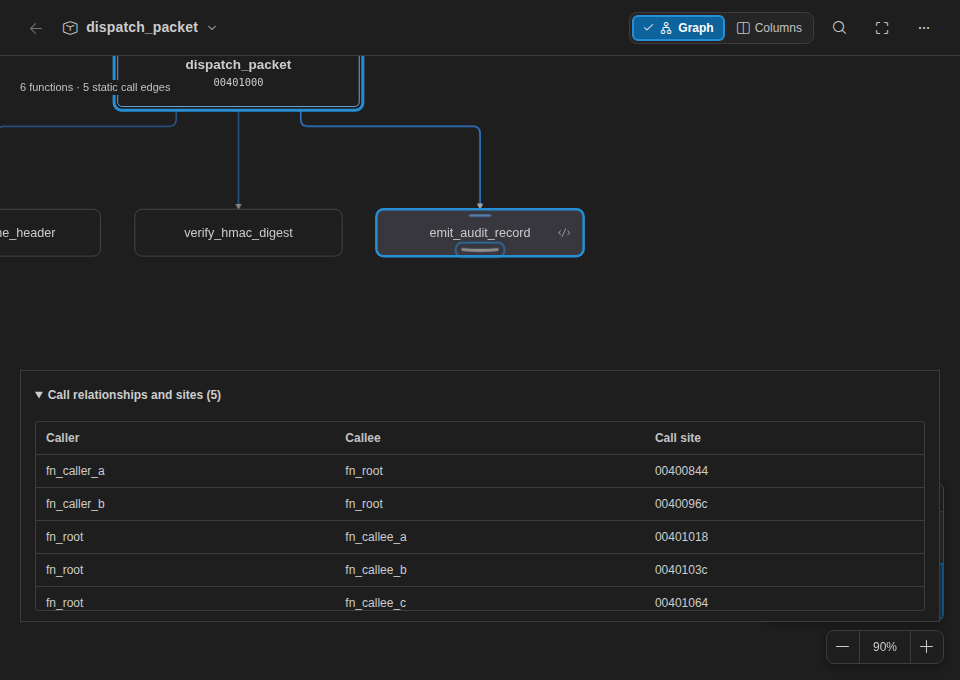 dispatch_packet
Graph
Columns
dispatch_packet
00401000
6 functions · 5 static call edges
ne_header
verify_hmac_digest
emit_audit_record
Call relationships and sites (5)
Caller Callee Call site
fn_caller_a fn_root 00400844
fn_caller_b fn_root 0040096c
fn_root fn_callee_a 00401018
fn_root fn_callee_b 0040103c
fn_root fn_callee_c 00401064
90%